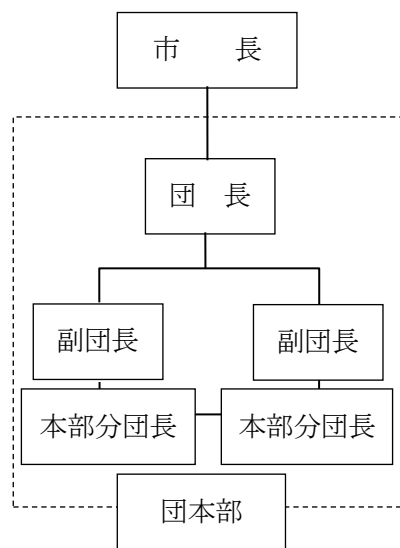 市　　長
団　長
副団長　副団長
本部分団長　本部分団長
団本部